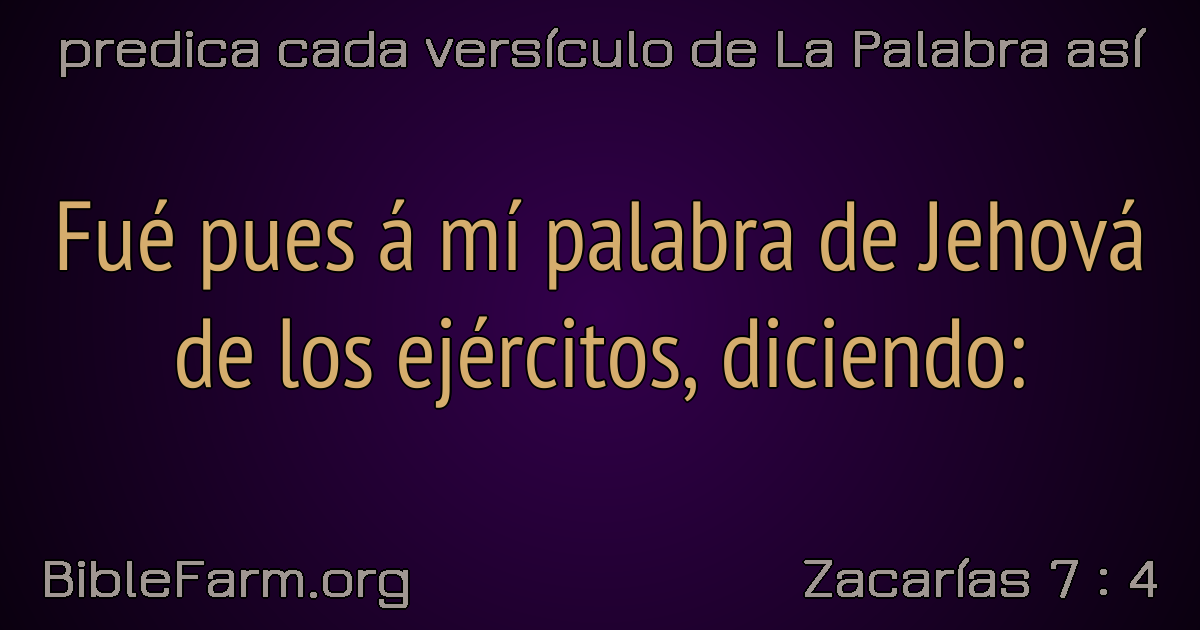 predica cada versículo de La Palabra así
Fué pues á mí palabra de Jehová
de los ejércitos, diciendo:
BibleFarm.org
Zacarías 7 : 4